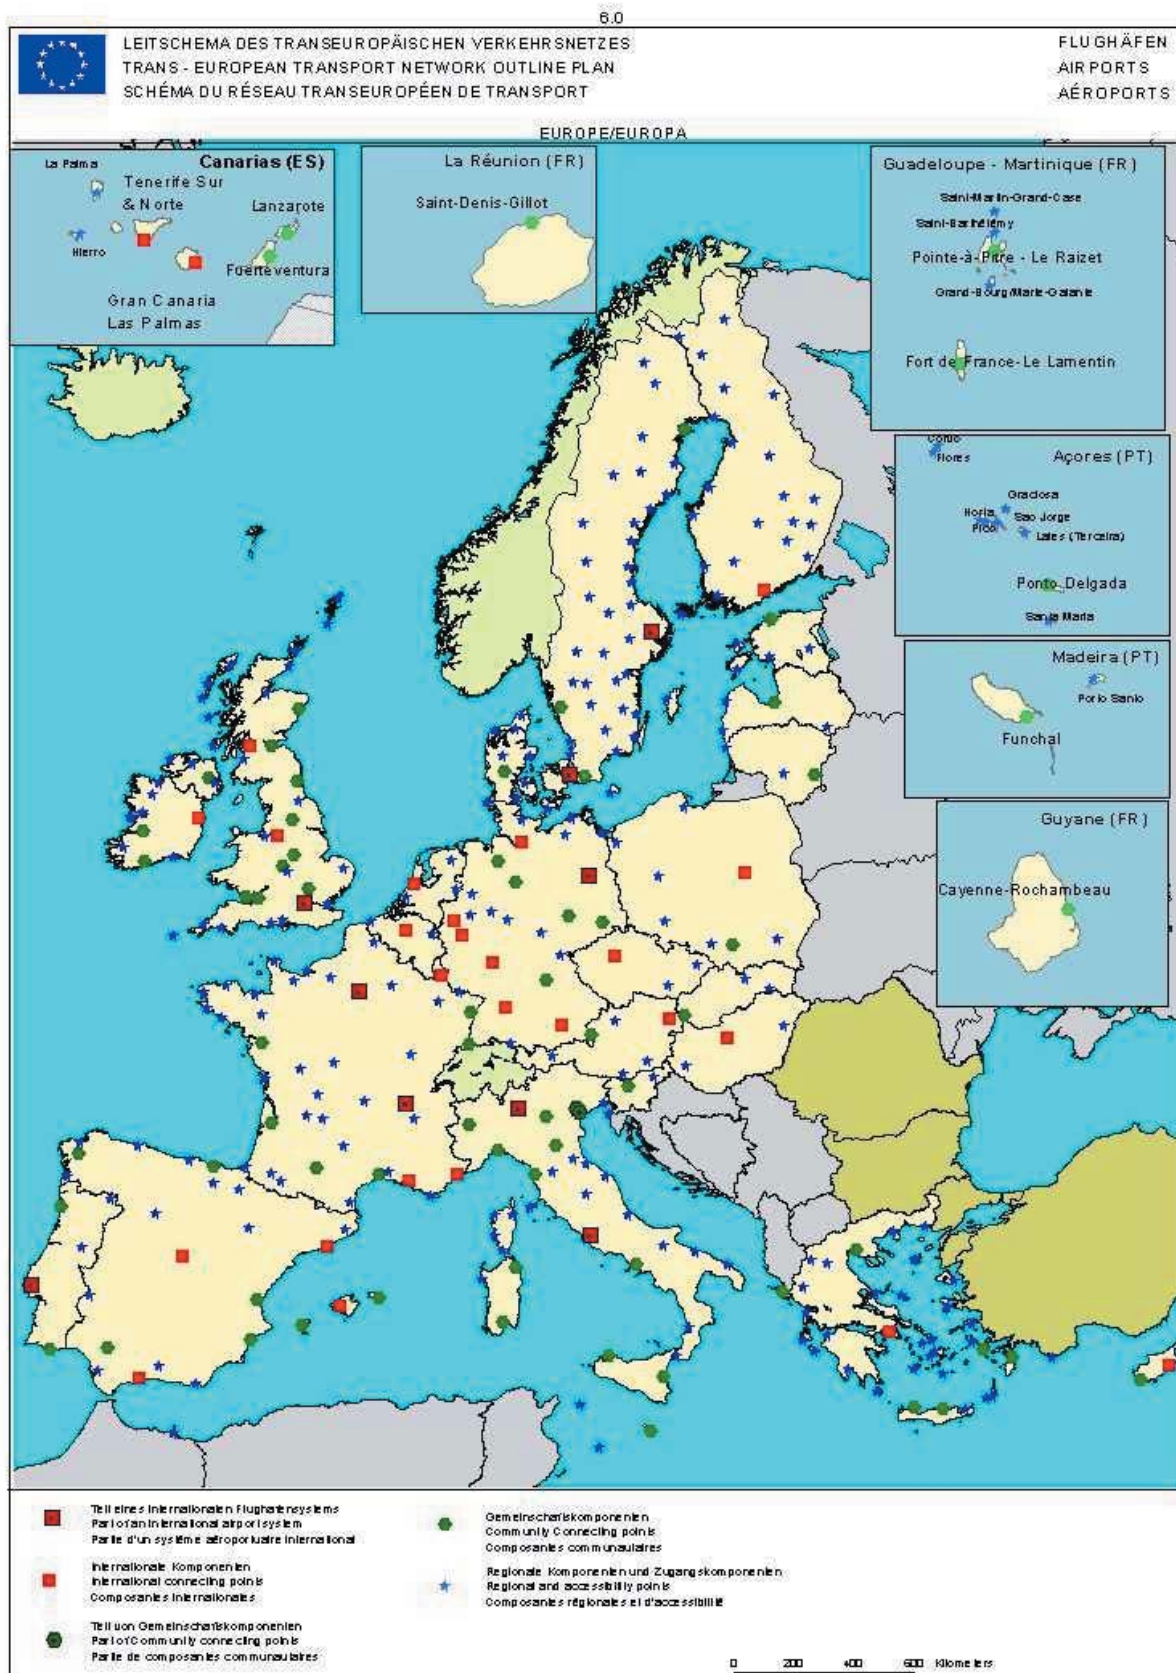 6.0
LEITSCHEMA DES TRANSEUROPÄISCHEN VERKEHRSNETZES
TRANS - EUROPEAN TRANSPORT NETWORK OUTLINE PLAN
SCHÉMA DU RÉSEAU TRANSEUROPÉEN DE TRANSPORT
FLUGHÄFEN
AIRPORTS
AÉROPORTS
EUROPE/EUROPA
Canarias (ES)
La Palma
Tenerife Sur
& Norte
Lanzarote
Hierro
Fuerteventura
Gran Canaria
Las Palmas
La Réunion (FR)
Saint-Denis-Gillot
Guadeloupe - Martinique (FR)
Saint-Martin-Grand-Case
Saint-Barthélémy
Pointe-à-Pitre - Le Raizet
Grand-Bourg/Marie-Galante
Fort de France-Le Lamentin
Açores (PT)
Flores
Graciosa
Sao Jorge
Pico
Lajes (Terceira)
Ponto Delgada
Santa Maria
Madeira (PT)
Porto Santo
Funchal
Guyane (FR)
Cayenne-Rochambeau
Teil eines Internationalen Flughafensystems
Part of an international airport system
Partie d'un système aéroportuaire international
Internationale Komponenten
International connecting points
Composantes internationales
Teil von Gemeinschaftskomponenten
Part of Community connecting points
Partie de composantes communautaires
Gemeinschaftskomponenten
Community Connecting points
Composantes communautaires
Regionale Komponenten und Zugangskomponenten
Regional and accessibility points
Composantes régionales et d'accessibilité
0 200 400 600 Kilometers